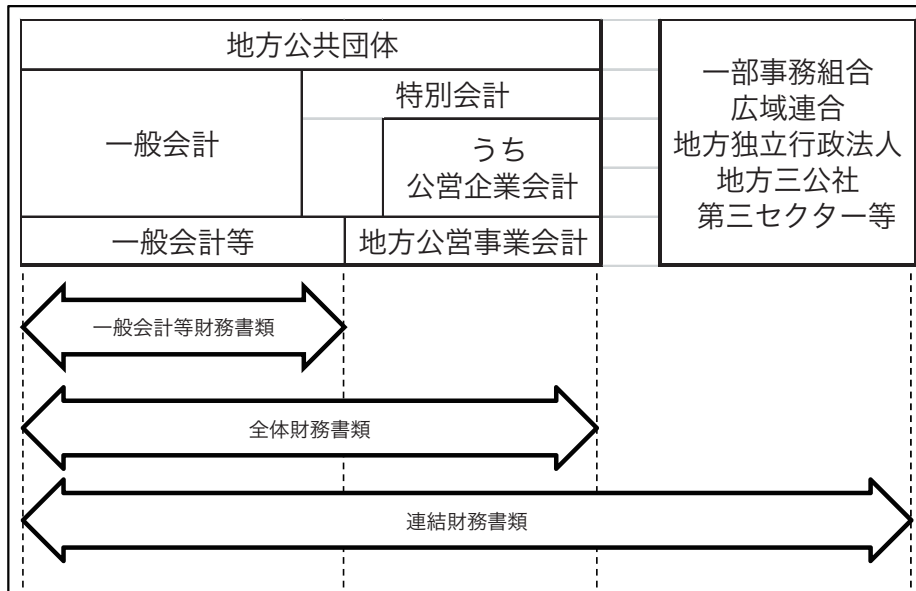 地方公共団体
一般会計
特別会計
うち
公営企業会計
一般会計等
地方公営事業会計
一部事務組合
広域連合
地方独立行政法人
地方三公社
第三セクター等
一般会計等財務書類
全体財務書類
連結財務書類